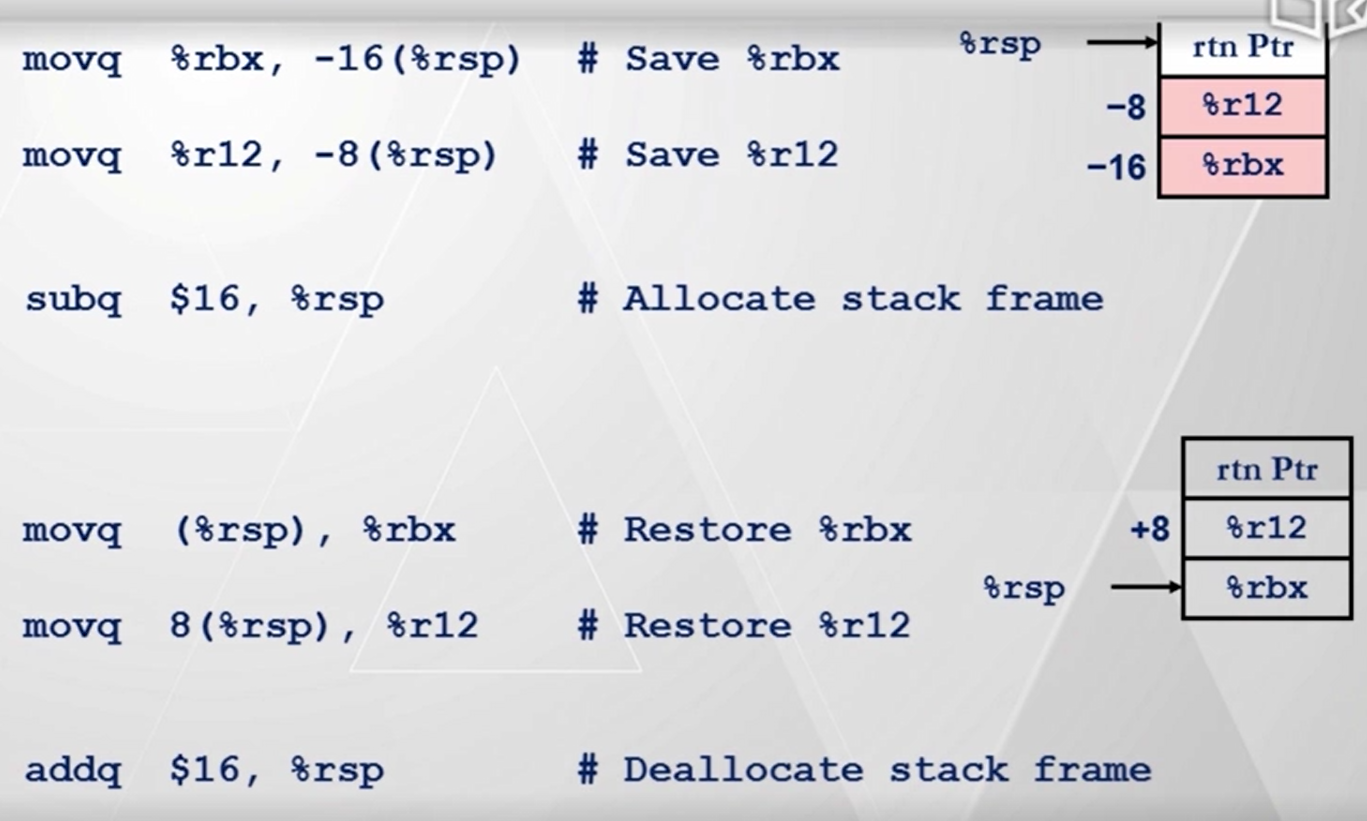 movq %rbx, -16(%rsp) # Save %rbx
%rsp
rtn Ptr
-8 %r12
movq %r12, -8(%rsp) # Save %r12
-16 %rbx
subq $16, %rsp # Allocate stack frame
rtn Ptr
movq (%rsp), %rbx # Restore %rbx
+8 %r12
%rsp %rbx
movq 8(%rsp), %r12 # Restore %r12
addq $16, %rsp # Deallocate stack frame